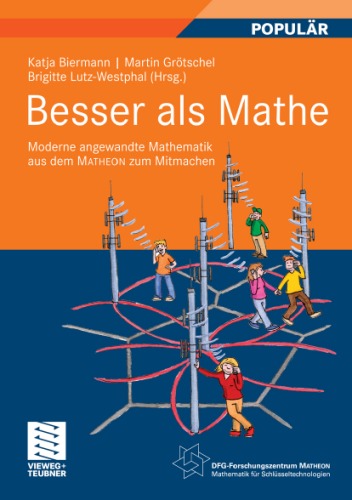 POPULÄR
Katja Biermann | Martin Grötschel
Brigitte Lutz-Westphal (Hrsg.)
Besser als Mathe
Moderne angewandte Mathematik
aus dem MATHEON zum Mitmachen
VIEWEG+
TEUBNER
DFG-Forschungszentrum MATHEON
Mathematik für Schlüsseltechnologien